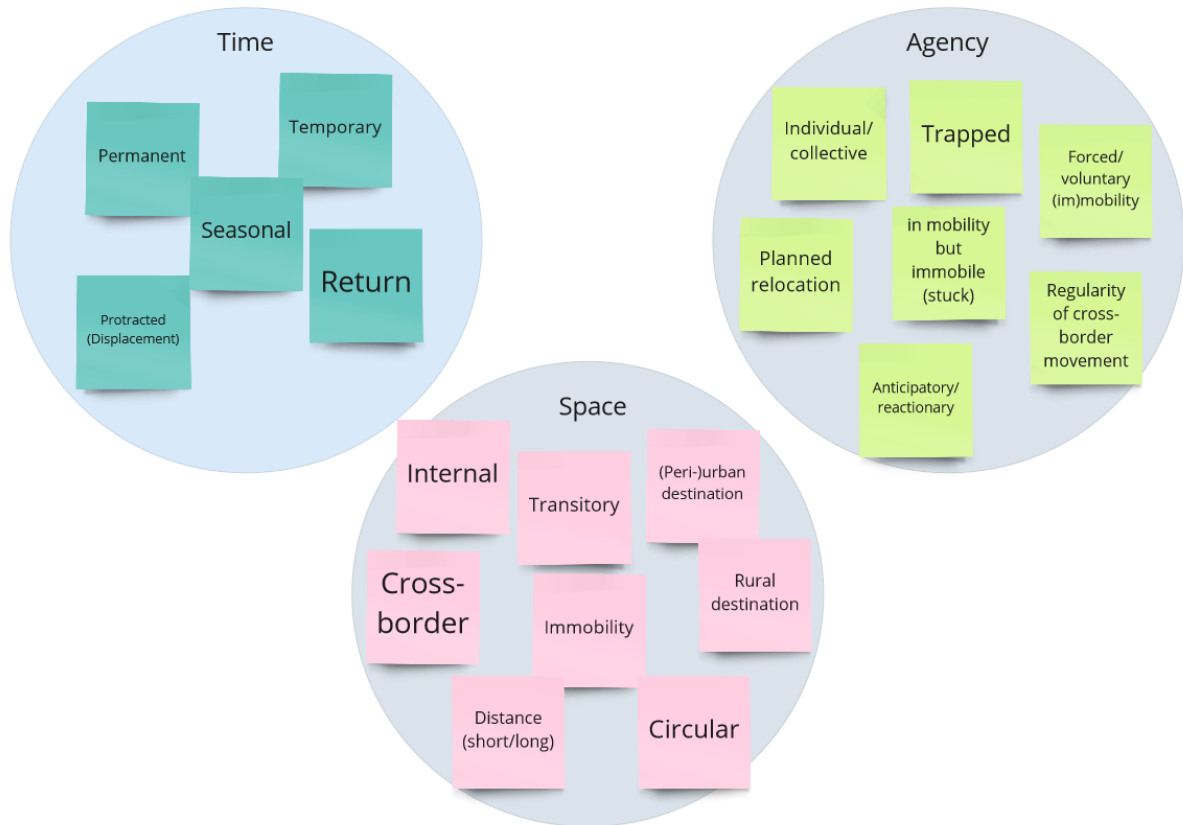 Time
Permanent
Temporary
Seasonal
Return
Protracted
(Displacement)
Agency
Individual/
collective
Trapped
Forced/
voluntary
(im)mobility
Planned
relocation
in mobility
but
immobile
(stuck)
Regularity
of cross-
border
movement
Anticipatory/
reactionary
Space
Internal
Transitory
(Peri-)urban
destination
Cross-
border
Immobility
Rural
destination
Distance
(short/long)
Circular